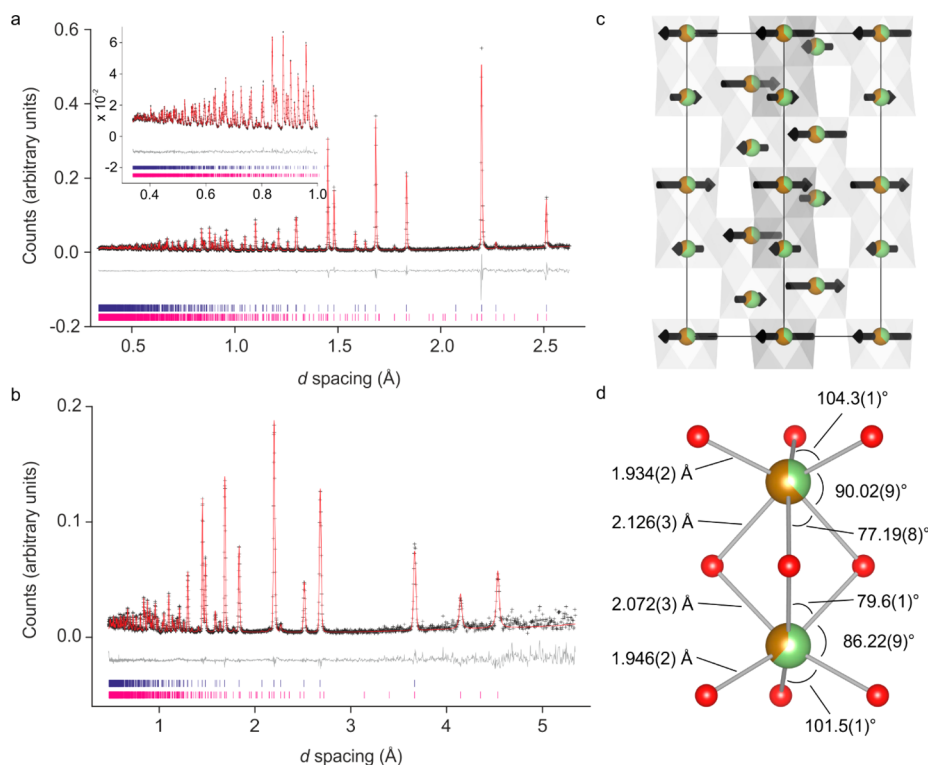 a
0.6
0.4
0.2
0.0
-0.2
Counts (arbitrary units)
6
4
2
0
-2
x 10⁻²
0.4
0.6
0.8
1.0
0.5
1.0
1.5
2.0
2.5
d spacing (Å)
b
0.2
0.1
0.0
Counts (arbitrary units)
1
2
3
4
5
d spacing (Å)
c
d
104.3(1)°
1.934(2) Å
90.02(9)°
2.126(3) Å
77.19(8)°
2.072(3) Å
79.6(1)°
86.22(9)°
1.946(2) Å
101.5(1)°